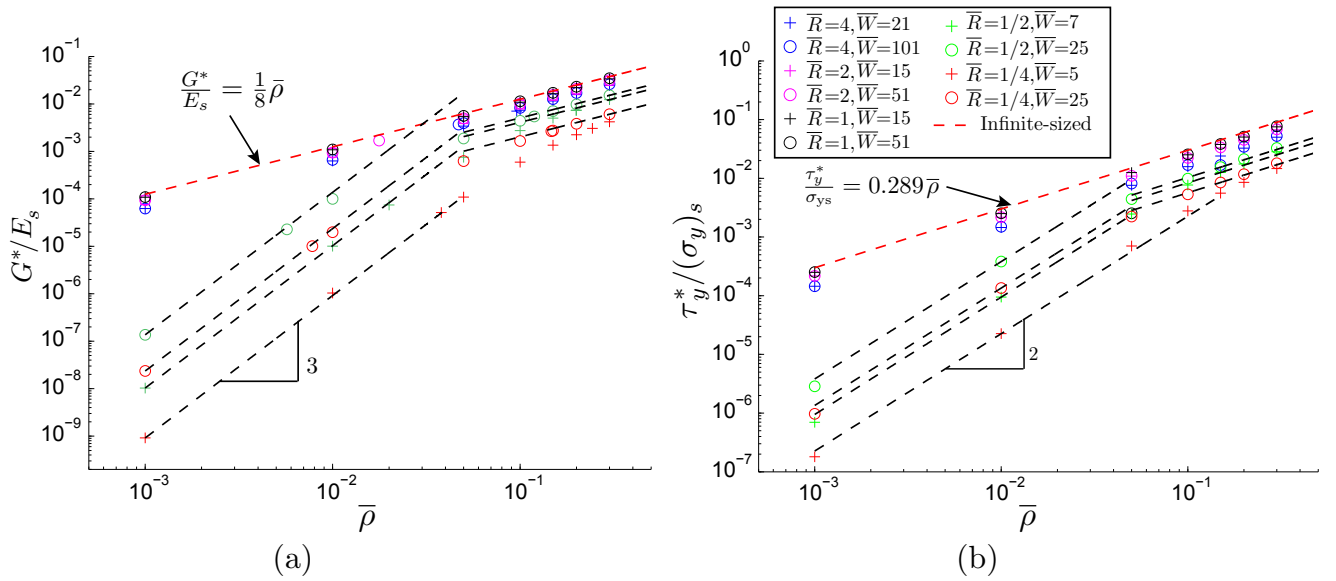 10⁻¹
10⁻²
10⁻³
10⁻⁴
10⁻⁵
10⁻⁶
10⁻⁷
10⁻⁸
10⁻⁹
G*/E_s
G*/E_s = 1/8 ρ̅
3
10⁻³
10⁻²
10⁻¹
ρ̅
(a)
R̅=4,W̅=21
R̅=4,W̅=101
R̅=2,W̅=15
R̅=2,W̅=51
R̅=1,W̅=15
R̅=1,W̅=51
R̅=1/2,W̅=7
R̅=1/2,W̅=25
R̅=1/4,W̅=5
R̅=1/4,W̅=25
Infinite-sized
10⁰
10⁻¹
10⁻²
10⁻³
10⁻⁴
10⁻⁵
10⁻⁶
10⁻⁷
τ*_y/(σ_y)_s
τ*_y/σ_ys = 0.289ρ̅
2
10⁻³
10⁻²
10⁻¹
ρ̅
(b)